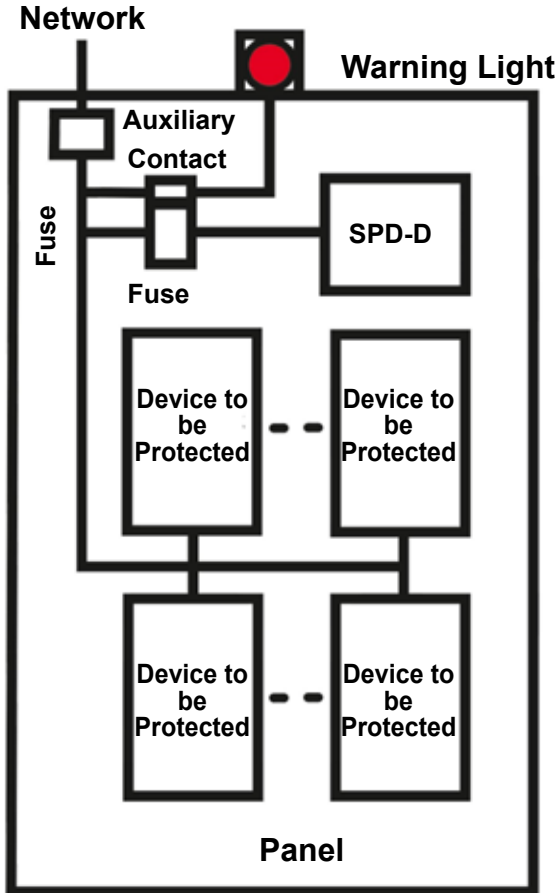 Network
Warning Light
Auxiliary
Contact
Fuse
SPD-D
Fuse
Device to
be
Protected
Device to
be
Protected
Device to
be
Protected
Device to
be
Protected
Panel